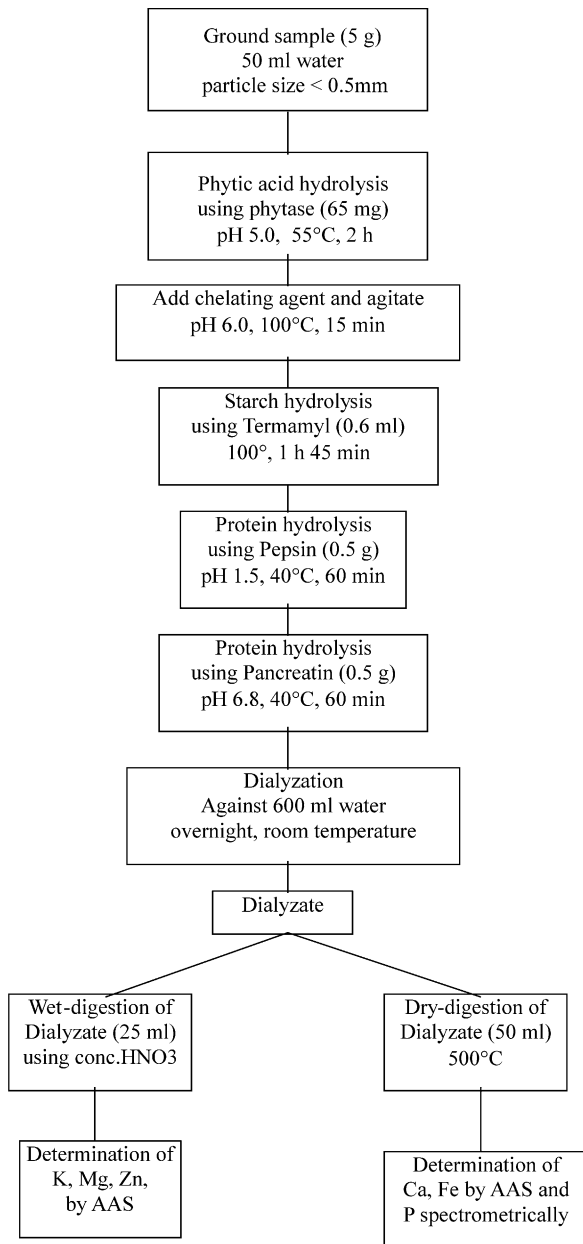 Ground sample (5 g)
50 ml water
particle size < 0.5mm
Phytic acid hydrolysis
using phytase (65 mg)
pH 5.0, 55°C, 2 h
Add chelating agent and agitate
pH 6.0, 100°C, 15 min
Starch hydrolysis
using Termamyl (0.6 ml)
100°, 1 h 45 min
Protein hydrolysis
using Pepsin (0.5 g)
pH 1.5, 40°C, 60 min
Protein hydrolysis
using Pancreatin (0.5 g)
pH 6.8, 40°C, 60 min
Dialyzation
Against 600 ml water
overnight, room temperature
Dialyzate
Wet-digestion of
Dialyzate (25 ml)
using conc.HNO3
Dry-digestion of
Dialyzate (50 ml)
500°C
Determination of
K, Mg, Zn,
by AAS
Determination of
Ca, Fe by AAS and
P spectrometrically